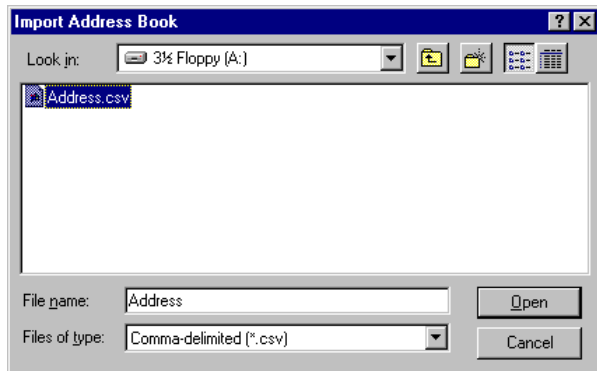 Import Address Book
Look in: 3½ Floppy (A:)
Address.csv
File name: Address Open
Files of type: Comma-delimited (*.csv) Cancel